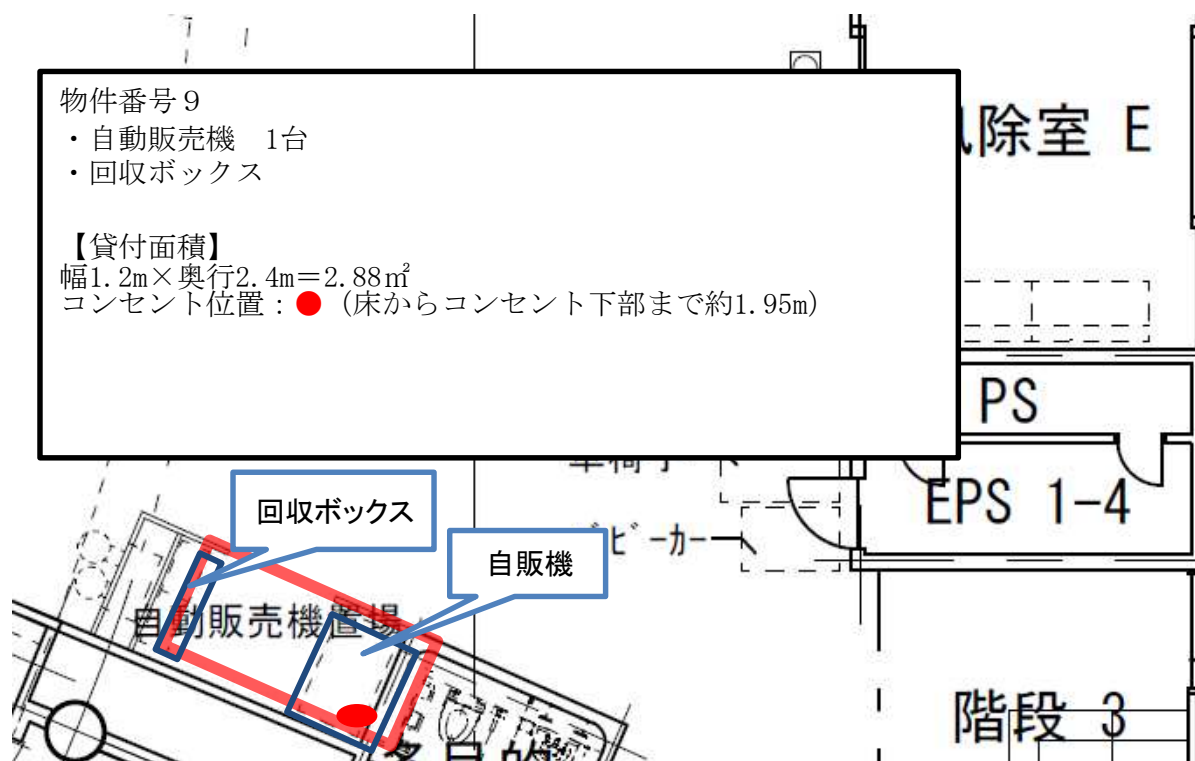 物件番号９
・自動販売機　1台
・回収ボックス
【貸付面積】
幅1.2m×奥行2.4m＝2.88㎡
コンセント位置：● (床からコンセント下部まで約1.95m)
除室 E
PS
EPS 1-4
ビーカー
回収ボックス
自販機
自動販売機置場
階段 3
多目的